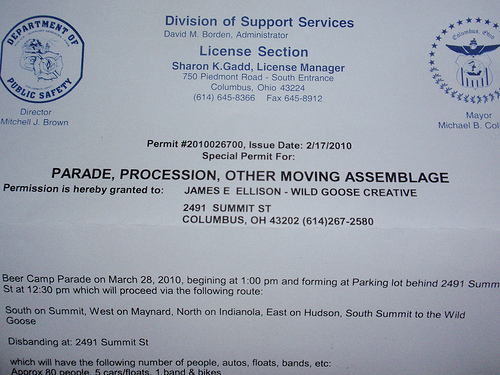 DEPARTMENT OF
PUBLIC SAFETY
Director
Mitchell J. Brown
Division of Support Services
David M. Borden, Administrator
License Section
Sharon K.Gadd, License Manager
750 Piedmont Road - South Entrance
Columbus, Ohio 43224
(614) 645-8366 Fax 645-8912
Columbus, Ohio
Mayor
Michael B. Col
Permit #2010026700, Issue Date: 2/17/2010
Special Permit For:
PARADE, PROCESSION, OTHER MOVING ASSEMBLAGE
Permission is hereby granted to: JAMES E ELLISON - WILD GOOSE CREATIVE
2491 SUMMIT ST
COLUMBUS, OH 43202 (614)267-2580
Beer Camp Parade on March 28, 2010, begining at 1:00 pm and forming at Parking lot behind 2491 Summ
St at 12:30 pm which will proceed via the following route:
South on Summit, West on Maynard, North on Indianola, East on Hudson, South Summit to the Wild
Goose
Disbanding at: 2491 Summit St
which will have the following number of people, autos, floats, bands, etc:
Approx 80 people, 5 cars/floats, 1 band & bikes